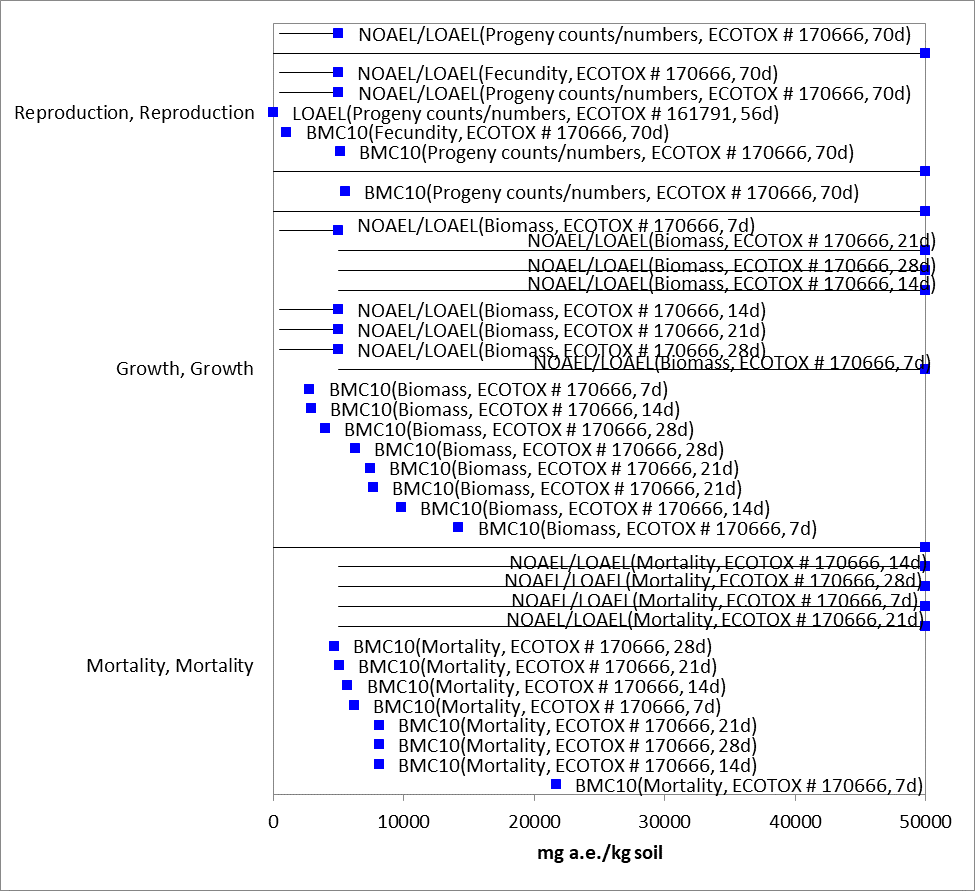 NOAEL/LOAEL(Progeny counts/numbers, ECOTOX # 170666, 70d)
NOAEL/LOAEL(Fecundity, ECOTOX # 170666, 70d)
NOAEL/LOAEL(Progeny counts/numbers, ECOTOX # 170666, 70d)
Reproduction, Reproduction
LOAEL(Progeny counts/numbers, ECOTOX # 161791, 56d)
BMC10(Fecundity, ECOTOX # 170666, 70d)
BMC10(Progeny counts/numbers, ECOTOX # 170666, 70d)
BMC10(Progeny counts/numbers, ECOTOX # 170666, 70d)
NOAEL/LOAEL(Biomass, ECOTOX # 170666, 7d)
NOAEL/LOAEL(Biomass, ECOTOX # 170666, 21d)
NOAEL/LOAEL(Biomass, ECOTOX # 170666, 28d)
NOAEL/LOAEL(Biomass, ECOTOX # 170666, 14d)
NOAEL/LOAEL(Biomass, ECOTOX # 170666, 14d)
NOAEL/LOAEL(Biomass, ECOTOX # 170666, 21d)
NOAEL/LOAEL(Biomass, ECOTOX # 170666, 28d)
NOAEL/LOAEL(Biomass, ECOTOX # 170666, 7d)
Growth, Growth
BMC10(Biomass, ECOTOX # 170666, 7d)
BMC10(Biomass, ECOTOX # 170666, 14d)
BMC10(Biomass, ECOTOX # 170666, 28d)
BMC10(Biomass, ECOTOX # 170666, 28d)
BMC10(Biomass, ECOTOX # 170666, 21d)
BMC10(Biomass, ECOTOX # 170666, 21d)
BMC10(Biomass, ECOTOX # 170666, 14d)
BMC10(Biomass, ECOTOX # 170666, 7d)
NOAEL/LOAEL(Mortality, ECOTOX # 170666, 14d)
NOAEL/LOAEL(Mortality, ECOTOX # 170666, 28d)
NOAEL/LOAEL(Mortality, ECOTOX # 170666, 7d)
NOAEL/LOAEL(Mortality, ECOTOX # 170666, 21d)
BMC10(Mortality, ECOTOX # 170666, 28d)
Mortality, Mortality
BMC10(Mortality, ECOTOX # 170666, 21d)
BMC10(Mortality, ECOTOX # 170666, 14d)
BMC10(Mortality, ECOTOX # 170666, 7d)
BMC10(Mortality, ECOTOX # 170666, 21d)
BMC10(Mortality, ECOTOX # 170666, 28d)
BMC10(Mortality, ECOTOX # 170666, 14d)
BMC10(Mortality, ECOTOX # 170666, 7d)
0 10000 20000 30000 40000 50000
mg a.e./kg soil